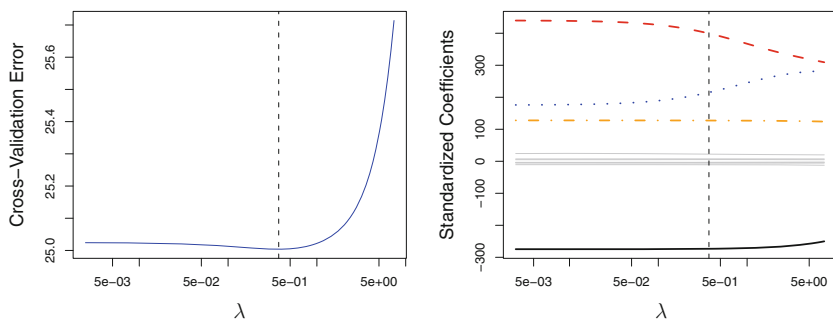 Cross−Validation Error
25.0 25.2 25.4 25.6
5e−03 5e−02 5e−01 5e+00
λ
Standardized Coefficients
−300 −100 0 100 300
5e−03 5e−02 5e−01 5e+00
λ